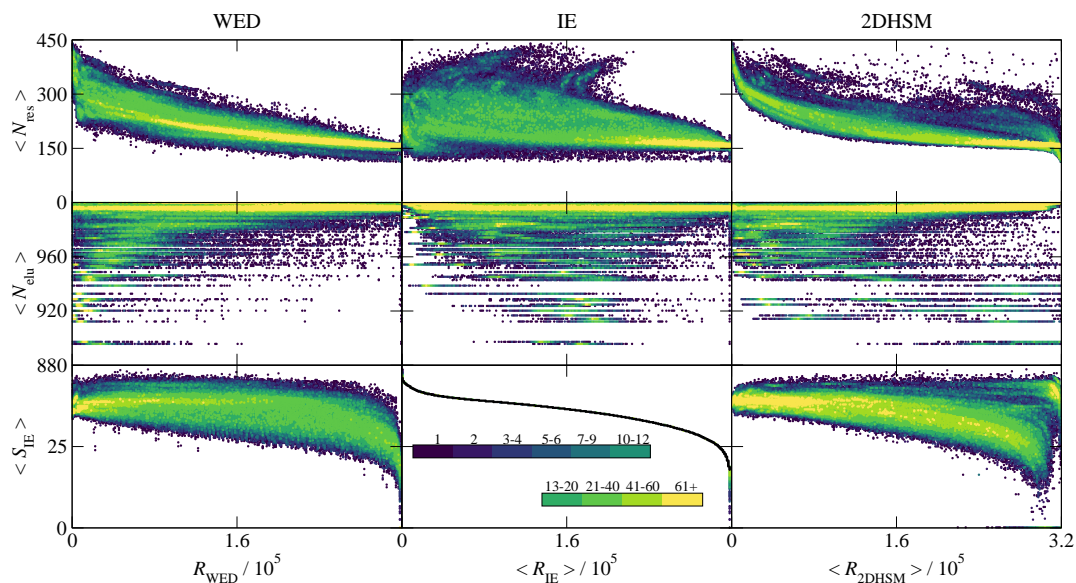 WED IE 2DHSM
450
300
< N_res >
150
0
960
< N_elu >
920
880
< S_IE >
25
1 2 3-4 5-6 7-9 10-12
13-20 21-40 41-60 61+
0
0 1.6 0 1.6 0 1.6 3.2
R_WED / 10^5 < R_IE > / 10^5 < R_2DHSM > / 10^5